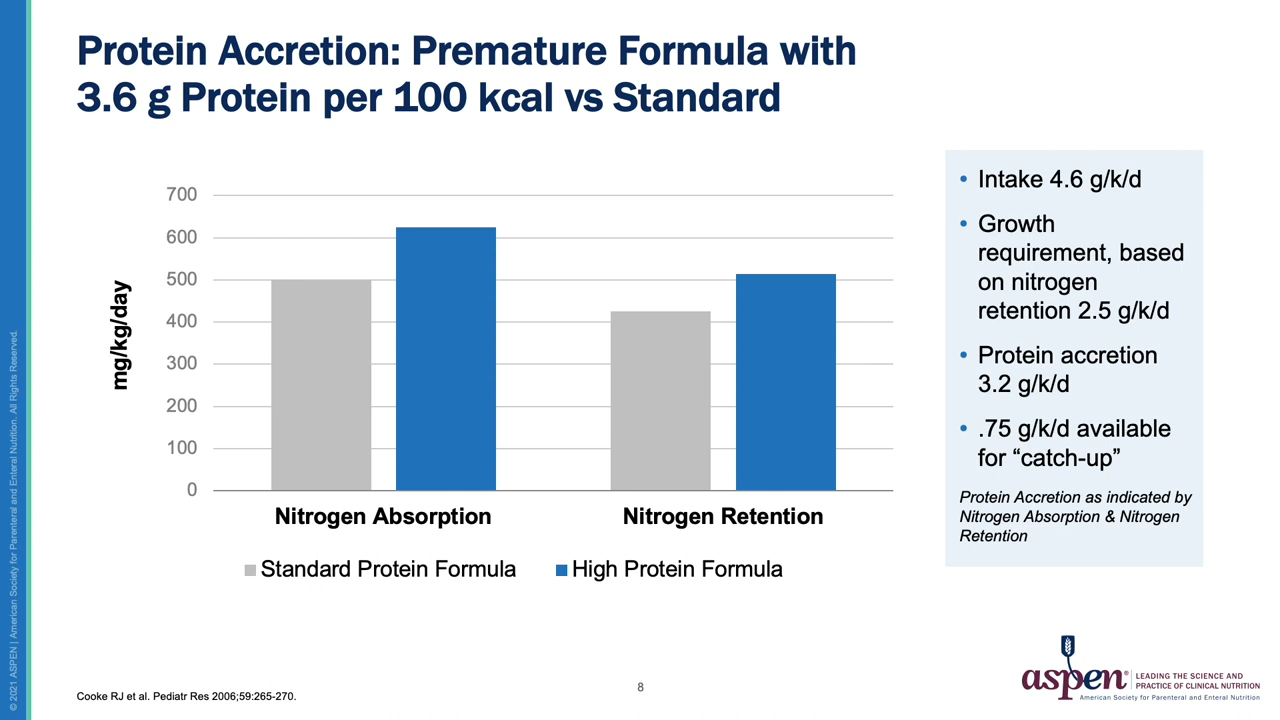 Protein Accretion: Premature Formula with
3.6 g Protein per 100 kcal vs Standard
700
600
500
400
300
200
100
0
mg/kg/day
Nitrogen Absorption
Nitrogen Retention
Standard Protein Formula
High Protein Formula
• Intake 4.6 g/k/d
• Growth
requirement, based
on nitrogen
retention 2.5 g/k/d
• Protein accretion
3.2 g/k/d
• .75 g/k/d available
for “catch-up”
Protein Accretion as indicated by
Nitrogen Absorption & Nitrogen
Retention
© 2021 ASPEN | American Society for Parenteral and Enteral Nutrition. All Rights Reserved.
Cooke RJ et al. Pediatr Res 2006;59:265-270.
8
aspen®
LEADING THE SCIENCE AND
PRACTICE OF CLINICAL NUTRITION
American Society for Parenteral and Enteral Nutrition